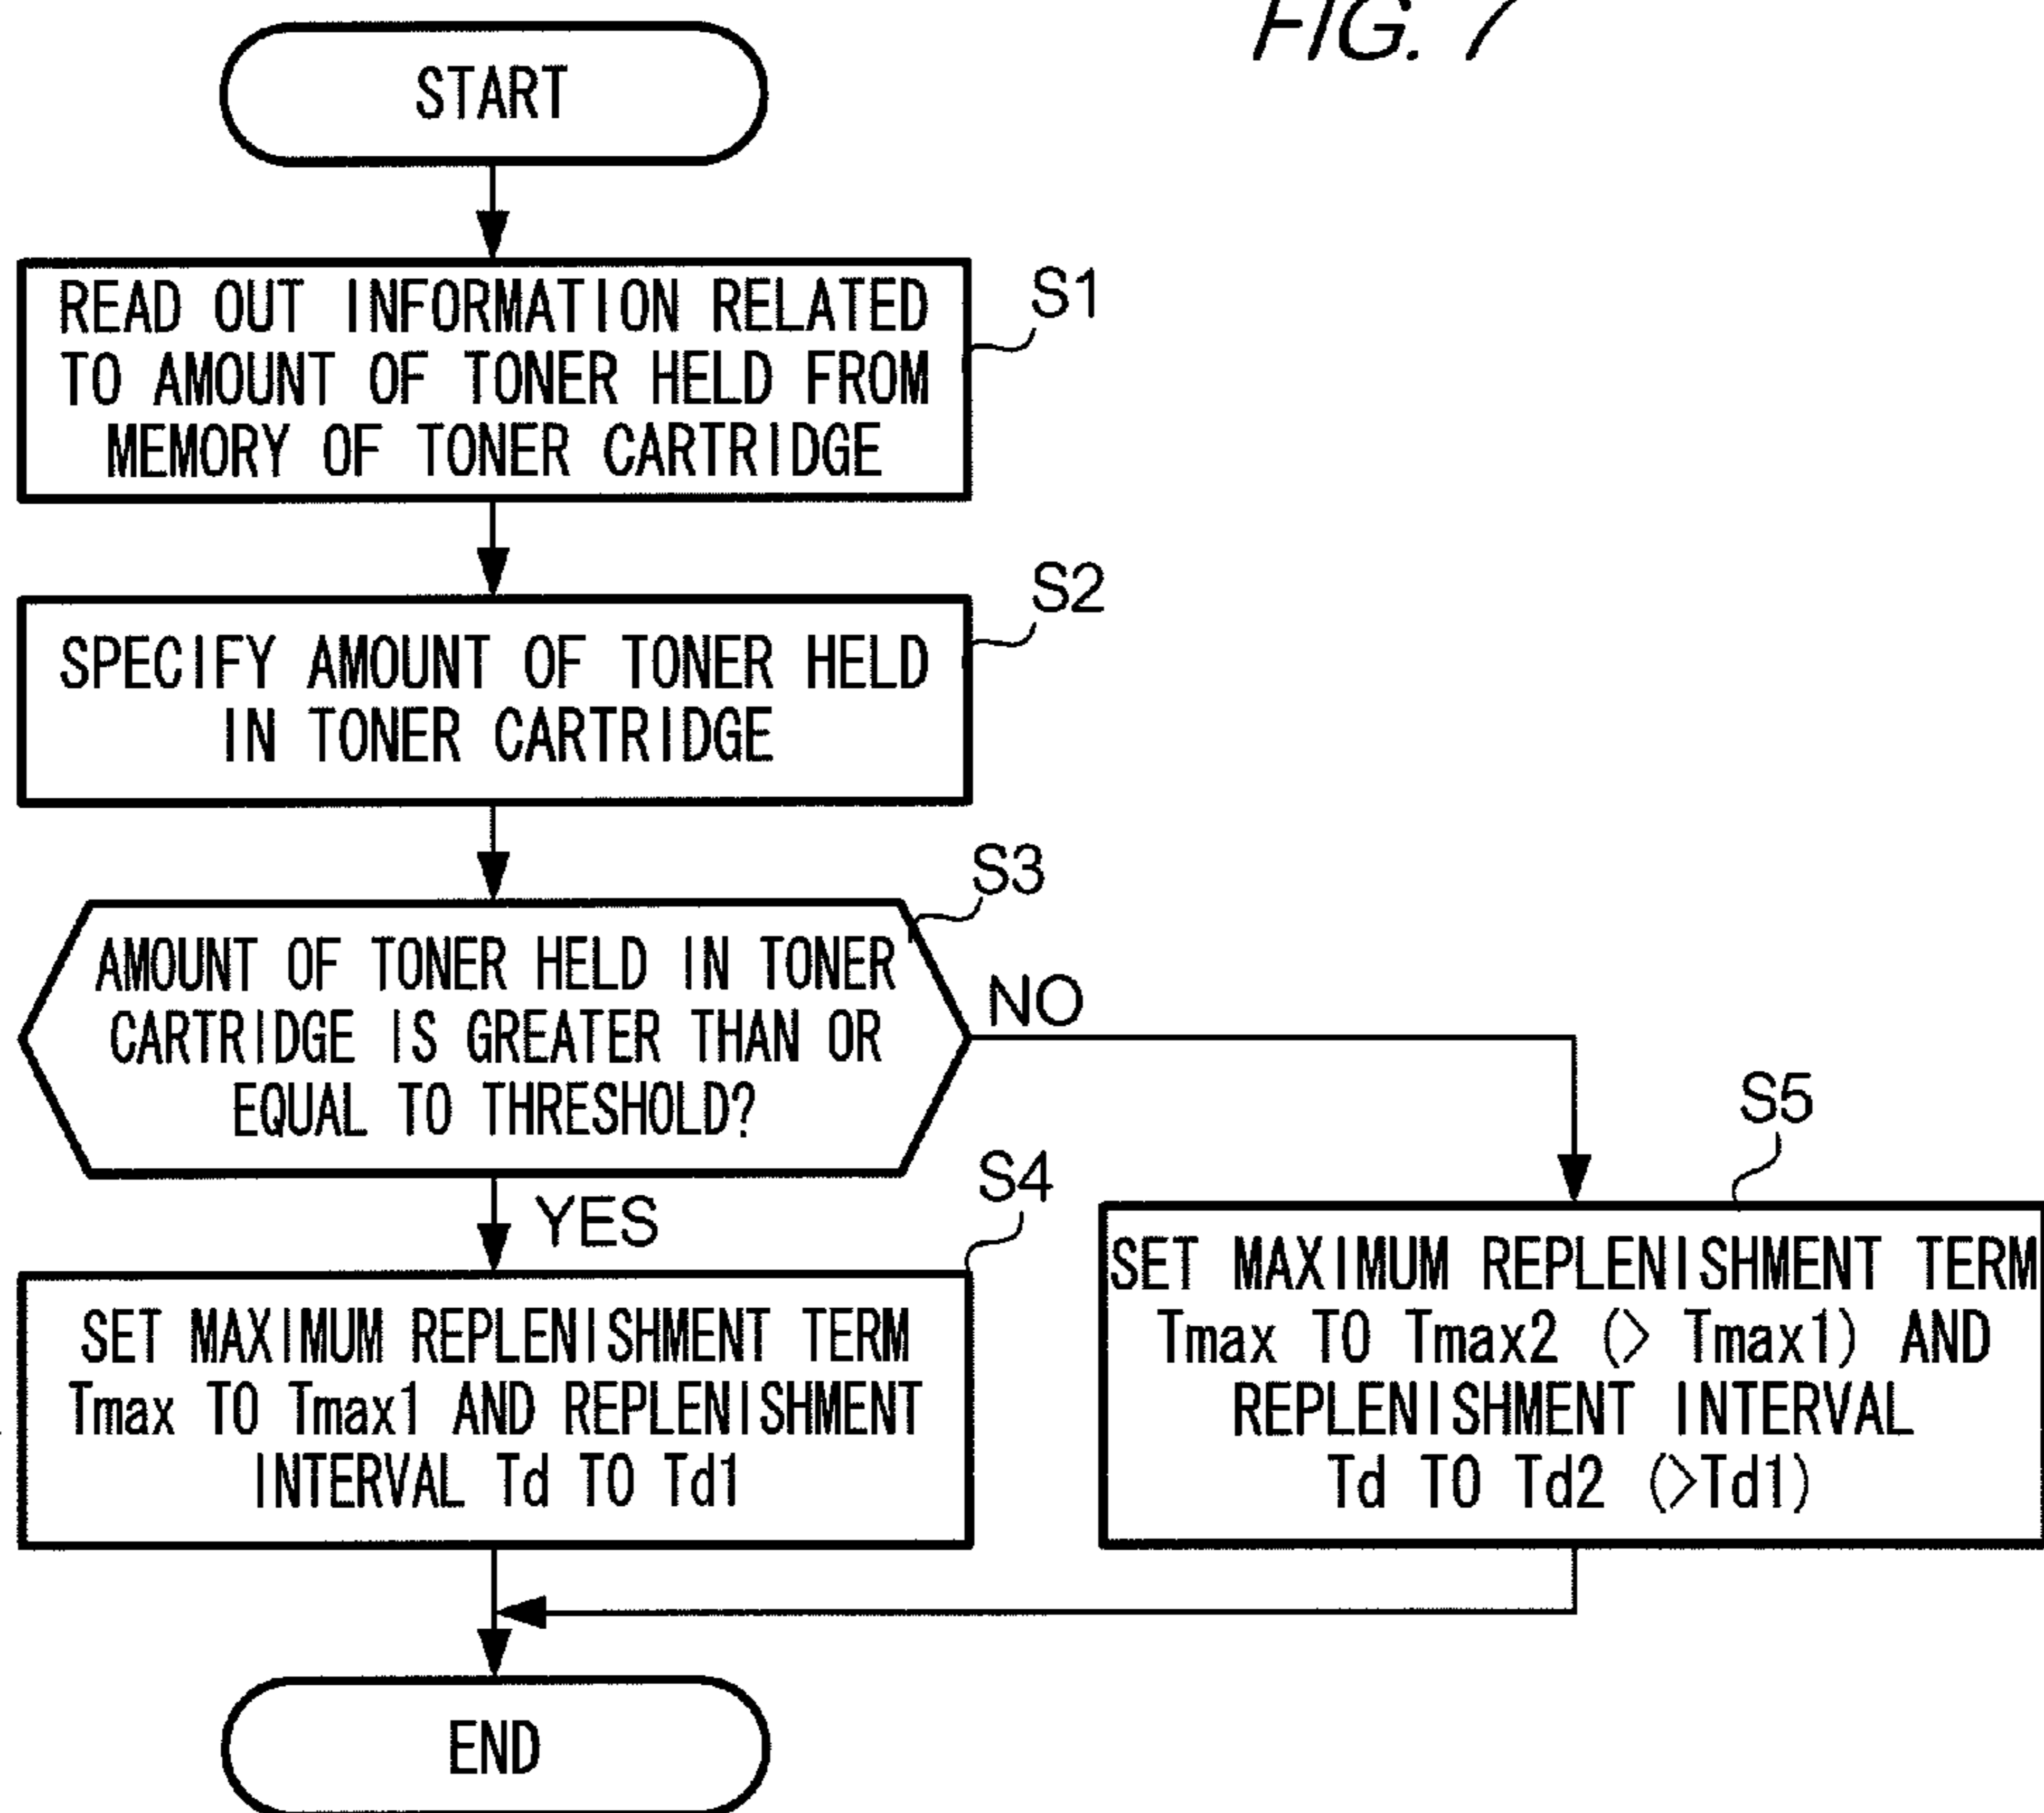 FIG. 7
START
READ OUT INFORMATION RELATED
TO AMOUNT OF TONER HELD FROM
MEMORY OF TONER CARTRIDGE
S1
SPECIFY AMOUNT OF TONER HELD
IN TONER CARTRIDGE
S2
AMOUNT OF TONER HELD IN TONER
CARTRIDGE IS GREATER THAN OR
EQUAL TO THRESHOLD?
S3
NO
YES
SET MAXIMUM REPLENISHMENT TERM
Tmax TO Tmax1 AND REPLENISHMENT
INTERVAL Td TO Td1
S4
SET MAXIMUM REPLENISHMENT TERM
Tmax TO Tmax2 (> Tmax1) AND
REPLENISHMENT INTERVAL
Td TO Td2 (>Td1)
S5
END